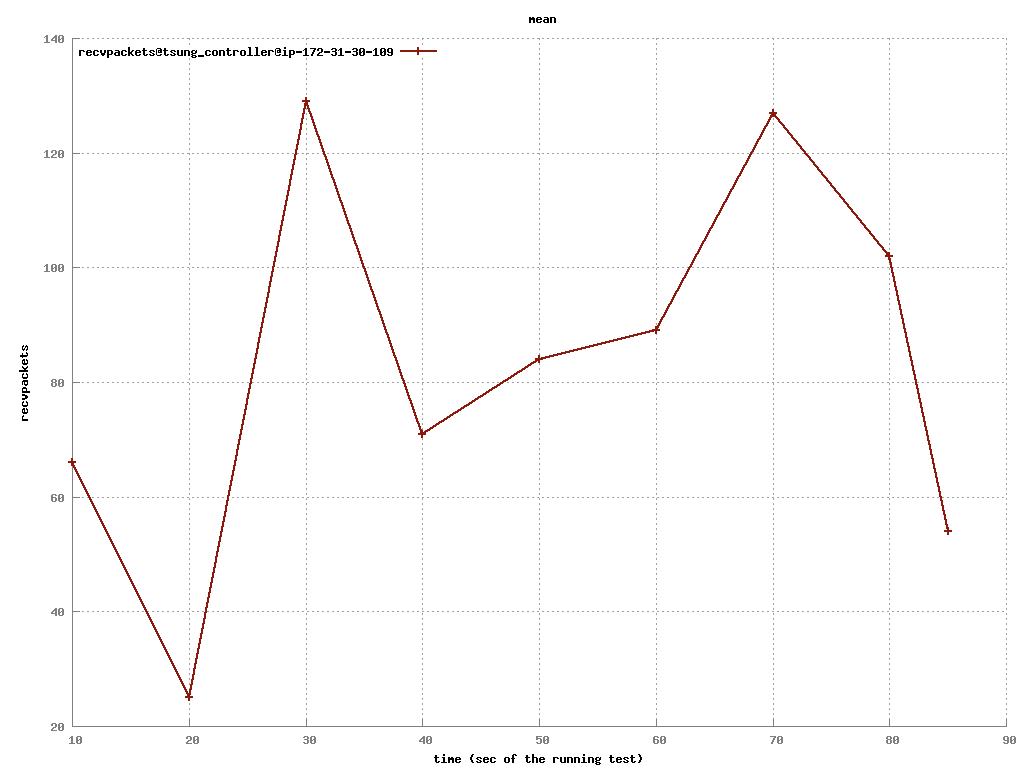 mean
140
recvpackets@tsung_controller@ip-172-31-30-109
120
100
recvpackets
80
60
40
20
10 20 30 40 50 60 70 80 90
time (sec of the running test)